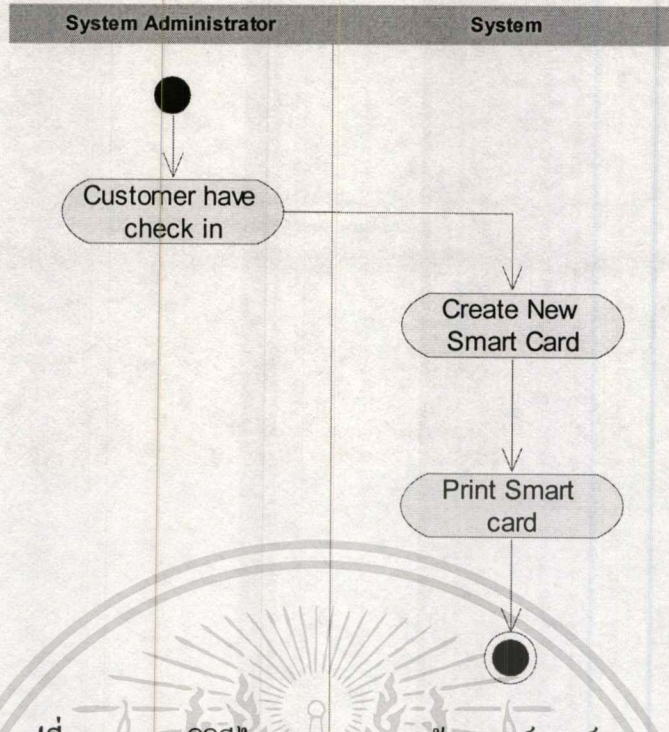 System Administrator
System
Customer have
check in
Create New
Smart Card
Print Smart
card